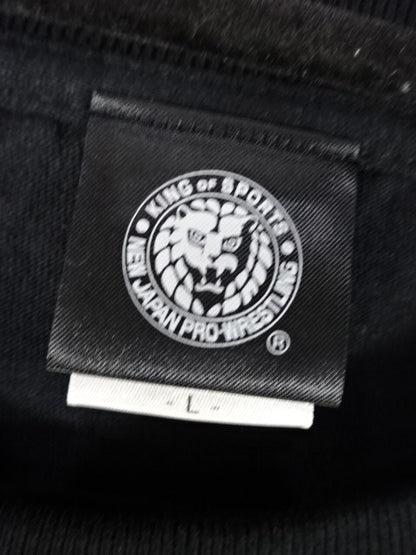 KING OF SPORTS
NEW JAPAN PRO-WRESTLING
®
- L -